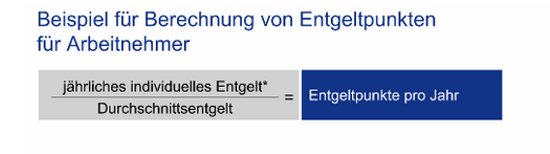 Beispiel für Berechnung von Entgeltpunkten
für Arbeitnehmer
jährliches individuelles Entgelt*
Durchschnittsentgelt
= Entgeltpunkte pro Jahr